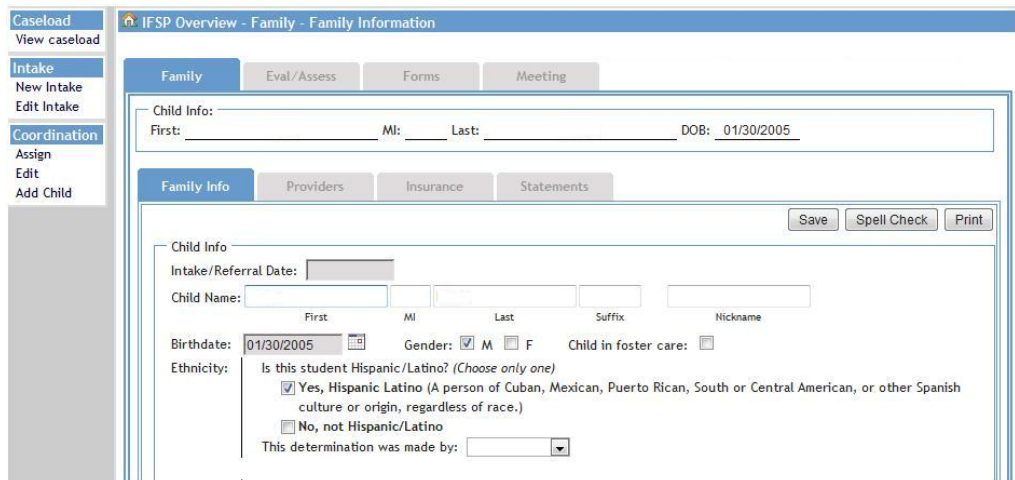 Caseload
View caseload
Intake
New Intake
Edit Intake
Coordination
Assign
Edit
Add Child
IFSP Overview - Family - Family Information
Family Eval/Assess Forms Meeting
Child Info:
First: MI: Last: DOB: 01/30/2005
Family Info Providers Insurance Statements
Save Spell Check Print
Child Info
Intake/Referral Date:
Child Name:
First MI Last Suffix Nickname
Birthdate: 01/30/2005 Gender: M F Child in foster care:
Ethnicity: Is this student Hispanic/Latino? (Choose only one)
Yes, Hispanic Latino (A person of Cuban, Mexican, Puerto Rican, South or Central American, or other Spanish
culture or origin, regardless of race.)
No, not Hispanic/Latino
This determination was made by: